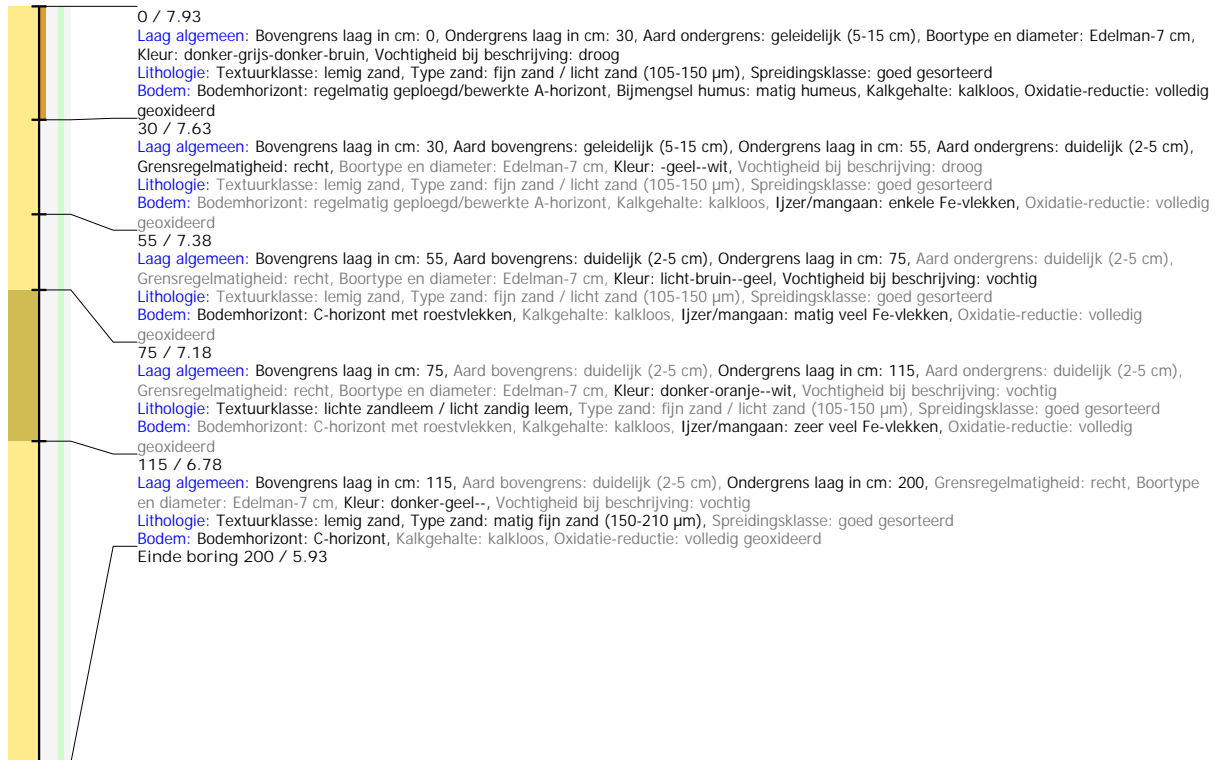 0 / 7.93
Laag algemeen: Bovengrens laag in cm: 0, Ondergrens laag in cm: 30, Aard ondergrens: geleidelijk (5-15 cm), Boortype en diameter: Edelman-7 cm,
Kleur: donker-grijs-donker-bruin, Vochtigheid bij beschrijving: droog
Lithologie: Textuurklasse: lemig zand, Type zand: fijn zand / licht zand (105-150 µm), Spreidingsklasse: goed gesorteerd
Bodem: Bodemhorizont: regelmatig geploegd/bewerkte A-horizont, Bijmengsel humus: matig humeus, Kalkgehalte: kalkloos, Oxidatie-reductie: volledig
geoxideerd
30 / 7.63
Laag algemeen: Bovengrens laag in cm: 30, Aard bovengrens: geleidelijk (5-15 cm), Ondergrens laag in cm: 55, Aard ondergrens: duidelijk (2-5 cm),
Grensregelmatigheid: recht, Boortype en diameter: Edelman-7 cm, Kleur: -geel--wit, Vochtigheid bij beschrijving: droog
Lithologie: Textuurklasse: lemig zand, Type zand: fijn zand / licht zand (105-150 µm), Spreidingsklasse: goed gesorteerd
Bodem: Bodemhorizont: regelmatig geploegd/bewerkte A-horizont, Kalkgehalte: kalkloos, Ijzer/mangaan: enkele Fe-vlekken, Oxidatie-reductie: volledig
geoxideerd
55 / 7.38
Laag algemeen: Bovengrens laag in cm: 55, Aard bovengrens: duidelijk (2-5 cm), Ondergrens laag in cm: 75, Aard ondergrens: duidelijk (2-5 cm),
Grensregelmatigheid: recht, Boortype en diameter: Edelman-7 cm, Kleur: licht-bruin--geel, Vochtigheid bij beschrijving: vochtig
Lithologie: Textuurklasse: lemig zand, Type zand: fijn zand / licht zand (105-150 µm), Spreidingsklasse: goed gesorteerd
Bodem: Bodemhorizont: C-horizont met roestvlekken, Kalkgehalte: kalkloos, Ijzer/mangaan: matig veel Fe-vlekken, Oxidatie-reductie: volledig
geoxideerd
75 / 7.18
Laag algemeen: Bovengrens laag in cm: 75, Aard bovengrens: duidelijk (2-5 cm), Ondergrens laag in cm: 115, Aard ondergrens: duidelijk (2-5 cm),
Grensregelmatigheid: recht, Boortype en diameter: Edelman-7 cm, Kleur: donker-oranje--wit, Vochtigheid bij beschrijving: vochtig
Lithologie: Textuurklasse: lichte zandleem / licht zandig leem, Type zand: fijn zand / licht zand (105-150 µm), Spreidingsklasse: goed gesorteerd
Bodem: Bodemhorizont: C-horizont met roestvlekken, Kalkgehalte: kalkloos, Ijzer/mangaan: zeer veel Fe-vlekken, Oxidatie-reductie: volledig
geoxideerd
115 / 6.78
Laag algemeen: Bovengrens laag in cm: 115, Aard bovengrens: duidelijk (2-5 cm), Ondergrens laag in cm: 200, Grensregelmatigheid: recht, Boortype
en diameter: Edelman-7 cm, Kleur: donker-geel--, Vochtigheid bij beschrijving: vochtig
Lithologie: Textuurklasse: lemig zand, Type zand: matig fijn zand (150-210 µm), Spreidingsklasse: goed gesorteerd
Bodem: Bodemhorizont: C-horizont, Kalkgehalte: kalkloos, Oxidatie-reductie: volledig geoxideerd
Einde boring 200 / 5.93